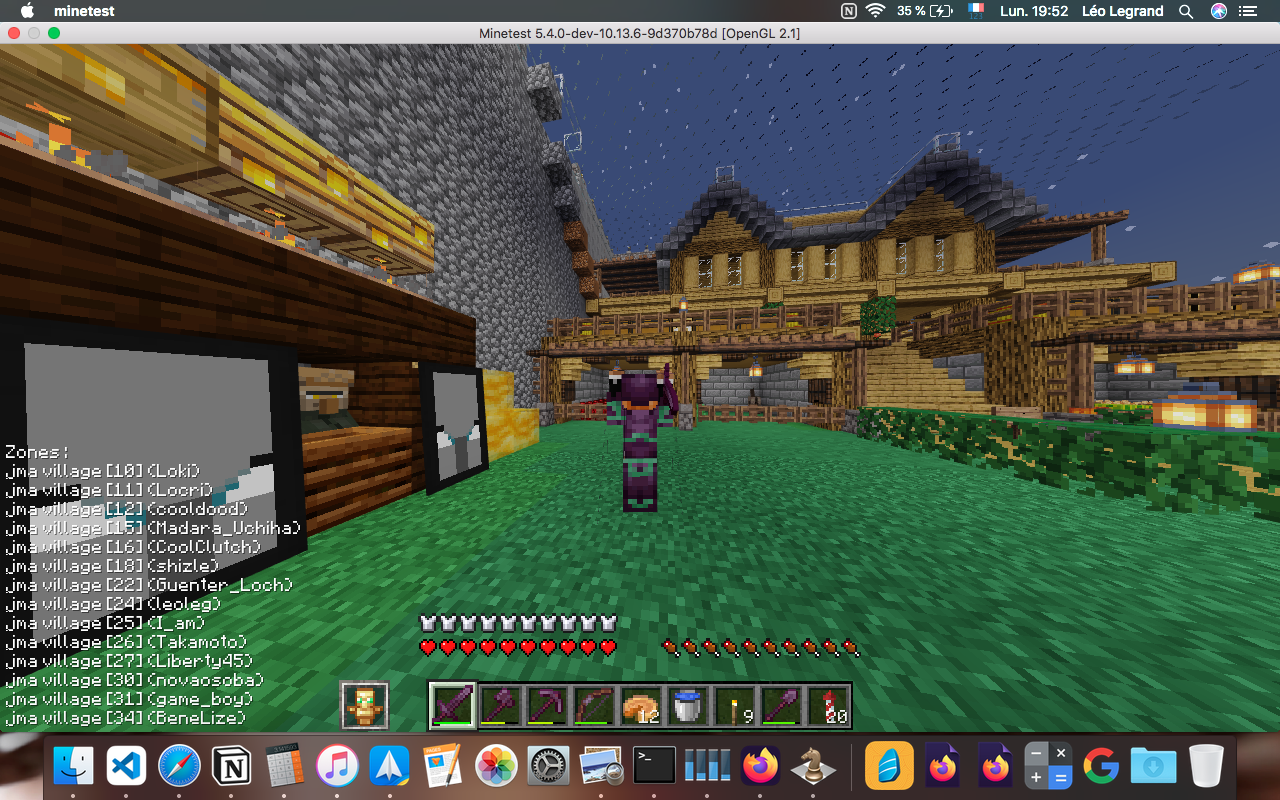 minetest
35 %
123
Lun. 19:52
Léo Legrand
Minetest 5.4.0-dev-10.13.6-9d370b78d [OpenGL 2.1]
Zones :
jma village [10] (Loki)
jma village [11] (Locri)
jma village [12] (cooldood)
jma village [15] (Madara_Uchiha)
jma village [16] (CoolClutch)
jma village [18] (shizle)
jma village [22] (Guenter_Loch)
jma village [24] (leoleg)
jma village [25] (I_am)
jma village [26] (Takamoto)
jma village [27] (Liberty45)
jma village [30] (novaosoba)
jma village [31] (game_boy)
jma village [34] (BeneLize)
12
9
20